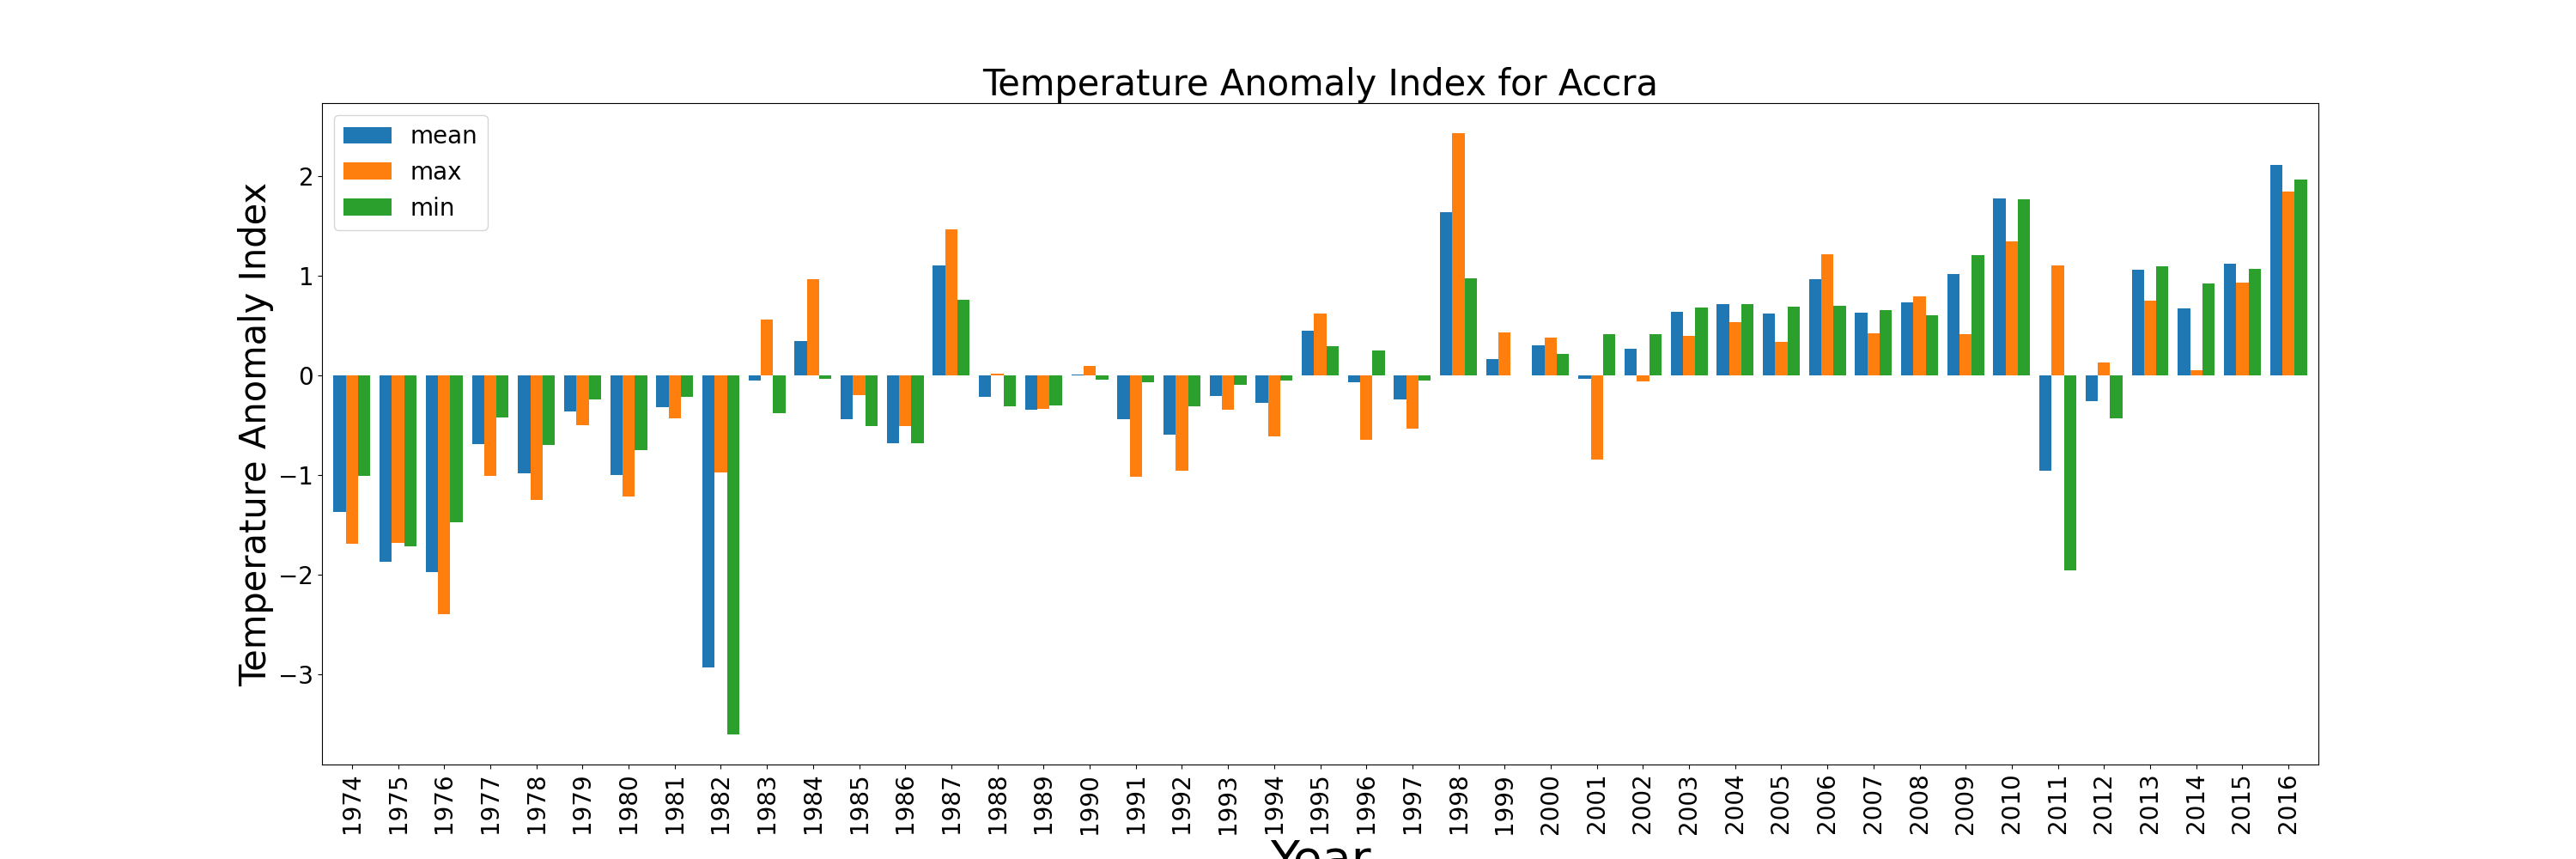 Temperature Anomaly Index for Accra
mean
max
min
Temperature Anomaly Index
2
1
0
−1
−2
−3
1974 1975 1976 1977 1978 1979 1980 1981 1982 1983 1984 1985 1986 1987 1988 1989 1990 1991 1992 1993 1994 1995 1996 1997 1998 1999 2000 2001 2002 2003 2004 2005 2006 2007 2008 2009 2010 2011 2012 2013 2014 2015 2016
Year